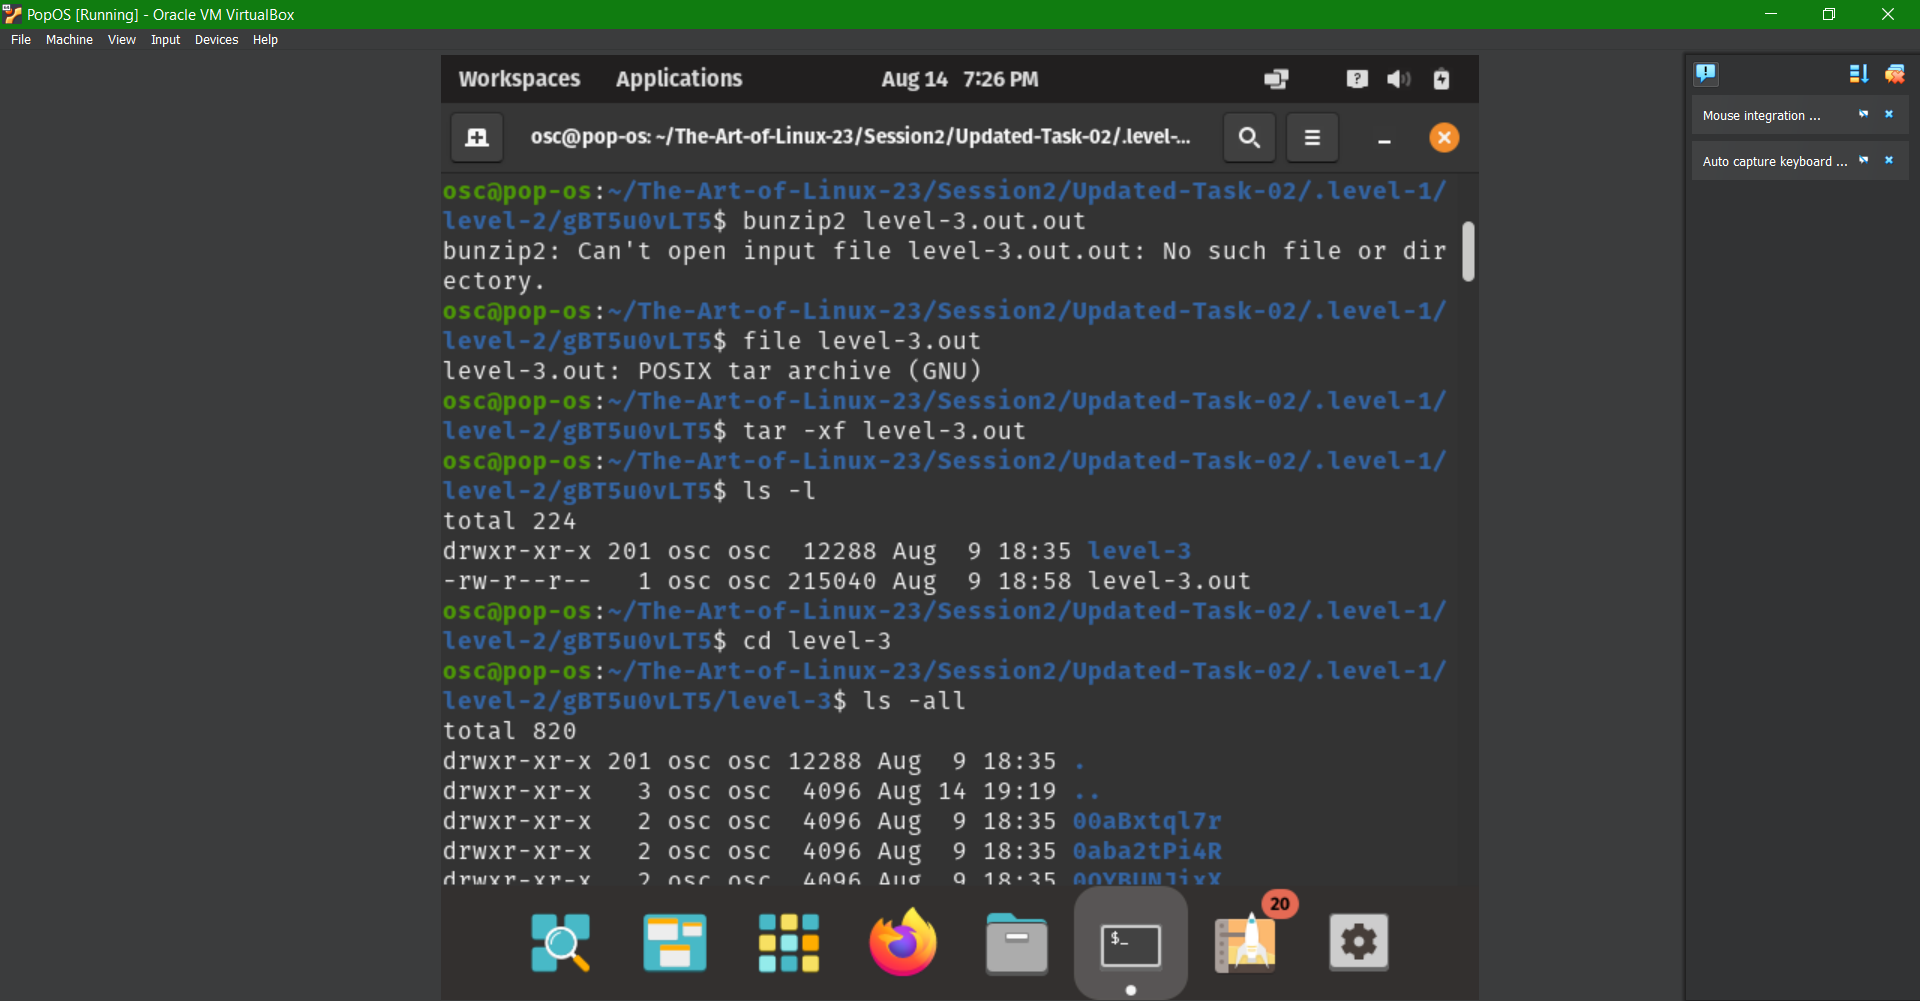 PopOS [Running] - Oracle VM VirtualBox
File Machine View Input Devices Help
Workspaces Applications Aug 14 7:26 PM
osc@pop-os: ~/The-Art-of-Linux-23/Session2/Updated-Task-02/.level-...
Mouse integration ...
Auto capture keyboard ...
osc@pop-os:~/The-Art-of-Linux-23/Session2/Updated-Task-02/.level-1/
level-2/gBT5u0vLT5$ bunzip2 level-3.out.out
bunzip2: Can't open input file level-3.out.out: No such file or dir
ectory.
osc@pop-os:~/The-Art-of-Linux-23/Session2/Updated-Task-02/.level-1/
level-2/gBT5u0vLT5$ file level-3.out
level-3.out: POSIX tar archive (GNU)
osc@pop-os:~/The-Art-of-Linux-23/Session2/Updated-Task-02/.level-1/
level-2/gBT5u0vLT5$ tar -xf level-3.out
osc@pop-os:~/The-Art-of-Linux-23/Session2/Updated-Task-02/.level-1/
level-2/gBT5u0vLT5$ ls -l
total 224
drwxr-xr-x 201 osc osc 12288 Aug 9 18:35 level-3
-rw-r--r-- 1 osc osc 215040 Aug 9 18:58 level-3.out
osc@pop-os:~/The-Art-of-Linux-23/Session2/Updated-Task-02/.level-1/
level-2/gBT5u0vLT5$ cd level-3
osc@pop-os:~/The-Art-of-Linux-23/Session2/Updated-Task-02/.level-1/
level-2/gBT5u0vLT5/level-3$ ls -all
total 820
drwxr-xr-x 201 osc osc 12288 Aug 9 18:35 .
drwxr-xr-x 3 osc osc 4096 Aug 14 19:19 ..
drwxr-xr-x 2 osc osc 4096 Aug 9 18:35 00aBxtql7r
drwxr-xr-x 2 osc osc 4096 Aug 9 18:35 0aba2tPi4R
drwxr-xr-x 2 osc osc 4096 Aug 9 18:35
$_
20